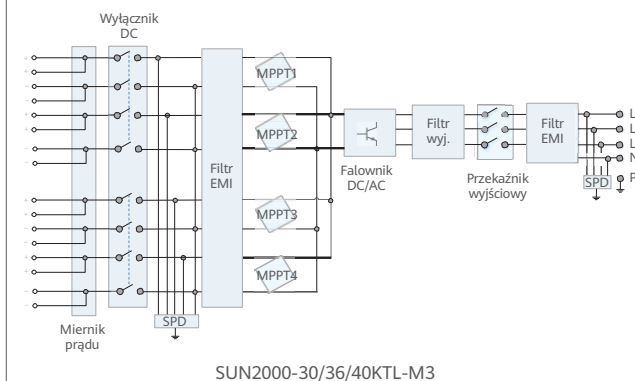 Wyłącznik
DC
MPPT1
MPPT2
MPPT3
MPPT4
Filtr
EMI
Falownik
DC/AC
Filtr
wyj.
Przekaźnik
wyjściowy
Filtr
EMI
L
L
L
N
P
SPD
SPD
Miernik
prądu
SUN2000-30/36/40KTL-M3